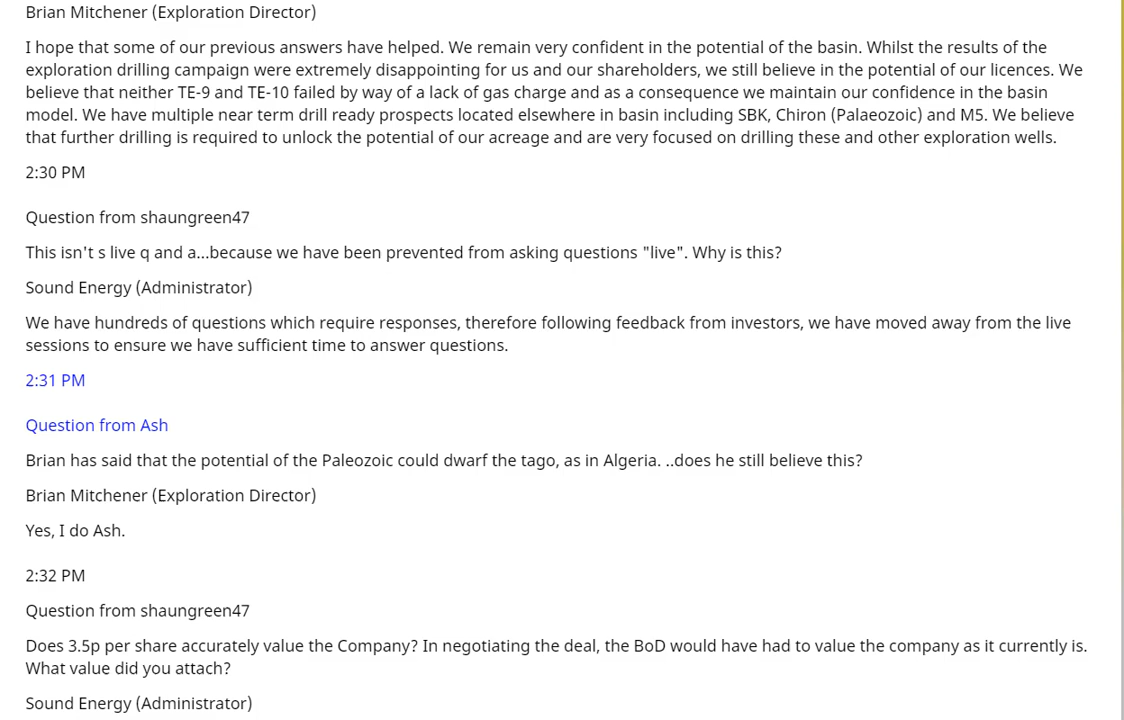 Brian Mitchener (Exploration Director)
I hope that some of our previous answers have helped. We remain very confident in the potential of the basin. Whilst the results of the
exploration drilling campaign were extremely disappointing for us and our shareholders, we still believe in the potential of our licences. We
believe that neither TE-9 and TE-10 failed by way of a lack of gas charge and as a consequence we maintain our confidence in the basin
model. We have multiple near term drill ready prospects located elsewhere in basin including SBK, Chiron (Palaeozoic) and M5. We believe
that further drilling is required to unlock the potential of our acreage and are very focused on drilling these and other exploration wells.
2:30 PM
Question from shaungreen47
This isn't s live q and a...because we have been prevented from asking questions "live". Why is this?
Sound Energy (Administrator)
We have hundreds of questions which require responses, therefore following feedback from investors, we have moved away from the live
sessions to ensure we have sufficient time to answer questions.
2:31 PM
Question from Ash
Brian has said that the potential of the Paleozoic could dwarf the tago, as in Algeria. ..does he still believe this?
Brian Mitchener (Exploration Director)
Yes, I do Ash.
2:32 PM
Question from shaungreen47
Does 3.5p per share accurately value the Company? In negotiating the deal, the BoD would have had to value the company as it currently is.
What value did you attach?
Sound Energy (Administrator)